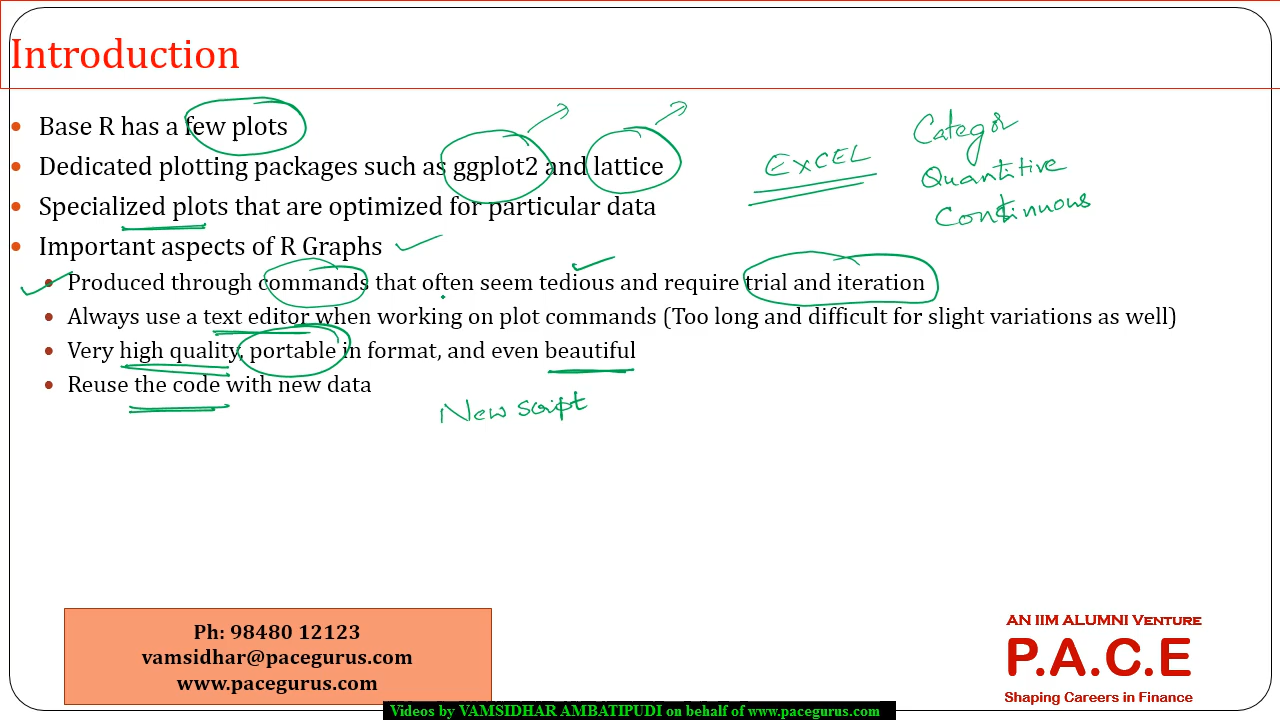 Introduction
Base R has a few plots
Dedicated plotting packages such as ggplot2 and lattice
Specialized plots that are optimized for particular data
Important aspects of R Graphs
Produced through commands that often seem tedious and require trial and iteration
Always use a text editor when working on plot commands (Too long and difficult for slight variations as well)
Very high quality, portable in format, and even beautiful
Reuse the code with new data
EXCEL
Categor
Quantitive
Continuous
New script
Ph: 98480 12123
vamsidhar@pacegurus.com
www.pacegurus.com
AN IIM ALUMNI VENTURE
P.A.C.E
Shaping Careers in Finance
Videos by VAMSIDHAR AMBATIPUDI on behalf of www.pacegurus.com